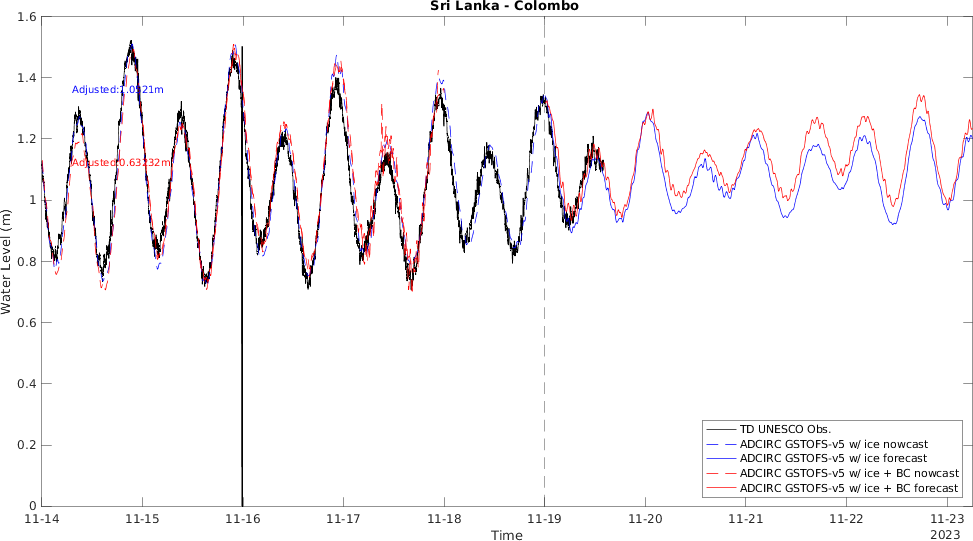 Sri Lanka - Colombo
1.6
1.4
1.2
1
0.8
0.6
0.4
0.2
0
Water Level (m)
Adjusted:1.0521m
Adjusted:0.63232m
TD UNESCO Obs.
ADCIRC GSTOFS-v5 w/ ice nowcast
ADCIRC GSTOFS-v5 w/ ice forecast
ADCIRC GSTOFS-v5 w/ ice + BC nowcast
ADCIRC GSTOFS-v5 w/ ice + BC forecast
11-14 11-15 11-16 11-17 11-18 11-19 11-20 11-21 11-22 11-23
Time
2023